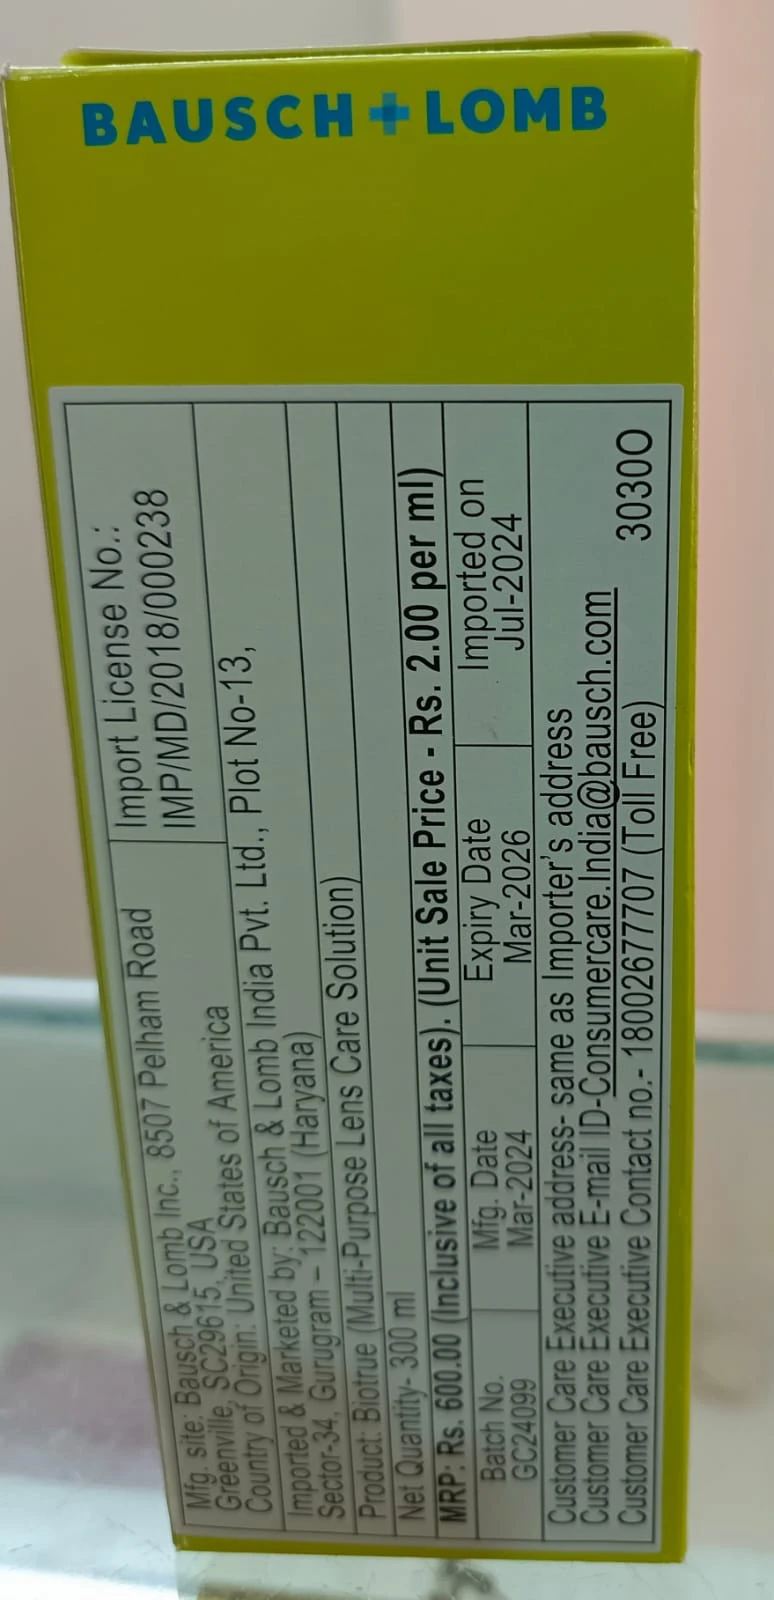 BAUSCH + LOMB
Mfg. site: Bausch & Lomb Inc., 8507 Pelham Road
Greenville, SC29615, USA
Country of Origin: United States of America
Import License No.:
IMP/MD/2018/000238
Imported & Marketed by: Bausch & Lomb India Pvt. Ltd., Plot No-13,
Sector-34, Gurugram – 122001 (Haryana)
Product: Biotrue (Multi-Purpose Lens Care Solution)
Net Quantity- 300 ml
MRP: Rs. 600.00 (Inclusive of all taxes). (Unit Sale Price - Rs. 2.00 per ml)
Batch No.
GC24099
Mfg. Date
Mar-2024
Expiry Date
Mar-2026
Imported on
Jul-2024
Customer Care Executive address- same as Importer's address
Customer Care Executive E-mail ID-Consumercare.India@bausch.com
Customer Care Executive Contact no.- 18002677707 (Toll Free)
3030O